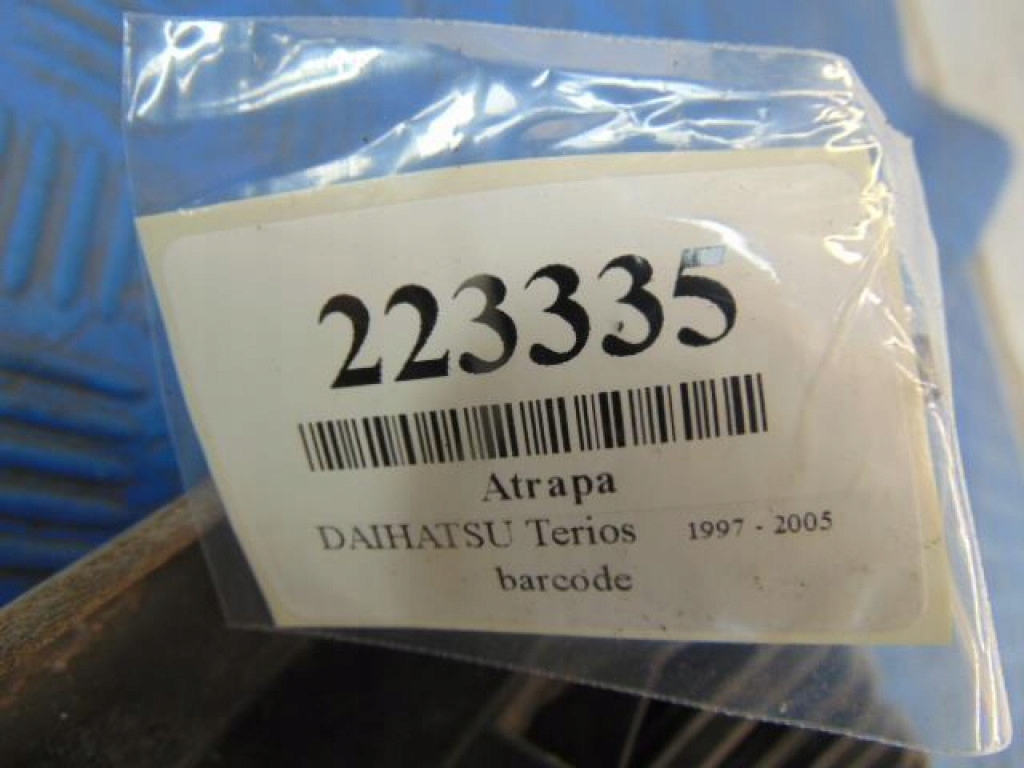 223335
Atrapa
DAIHATSU Terios 1997 - 2005
barcode